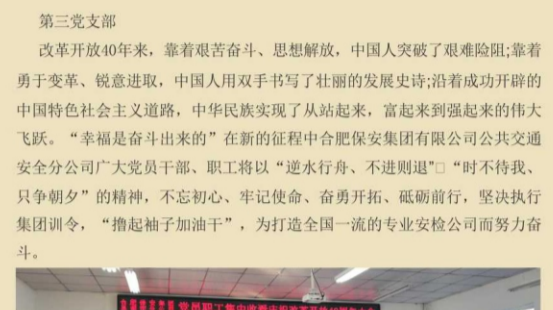 第三党支部
改革开放40年来，靠着艰苦奋斗、思想解放，中国人突破了艰难险阻;靠着
勇于变革、锐意进取，中国人用双手书写了壮丽的发展史诗;沿着成功开辟的
中国特色社会主义道路，中华民族实现了从站起来，富起来到强起来的伟大
飞跃。“幸福是奋斗出来的”在新的征程中合肥保安集团有限公司公共交通
安全分公司广大党员干部、职工将以“逆水行舟、不进则退"□“时不待我、
只争朝夕”的精神，不忘初心、牢记使命、奋勇开拓、砥砺前行，坚决执行
集团训令，“撸起袖子加油干”，为打造全国一流的专业安检公司而努力奋
斗。